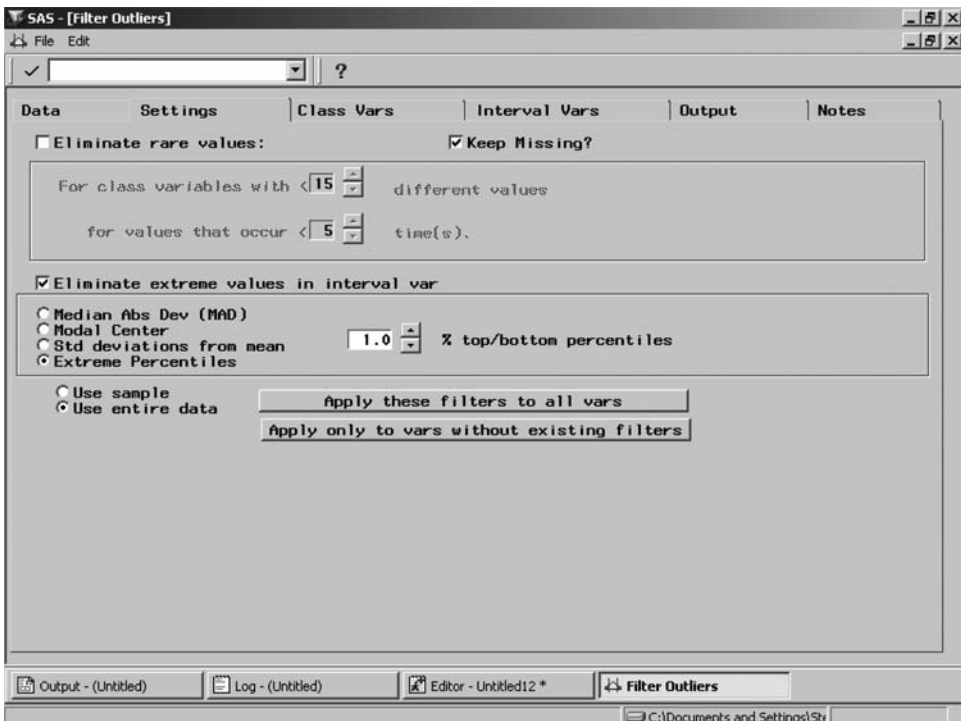 SAS - [Filter Outliers]
File Edit
?
Data Settings Class Vars Interval Vars Output Notes
Eliminate rare values: Keep Missing?
For class variables with < 15 different values
for values that occur < 5 time(s).
Eliminate extreme values in interval var
Median Abs Dev (MAD)
Modal Center
Std deviations from mean
Extreme Percentiles
1.0 % top/bottom percentiles
Use sample
Use entire data
Apply these filters to all vars
Apply only to vars without existing filters
Output - (Untitled) Log - (Untitled) Editor - Untitled12 * Filter Outliers
C:\Documents and Settings\Ste